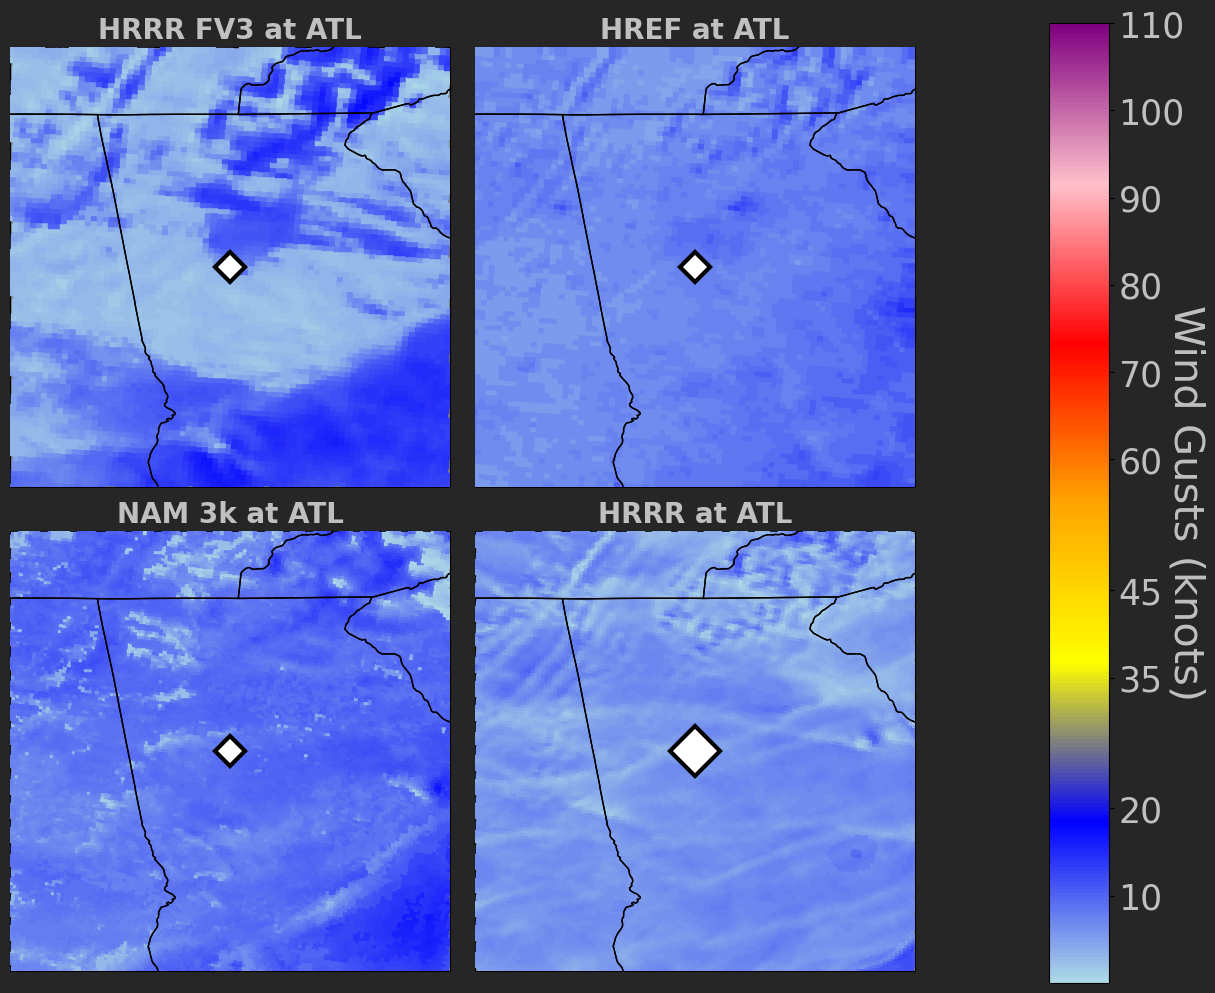 HRRR FV3 at ATL
HREF at ATL
NAM 3k at ATL
HRRR at ATL
110
100
90
80
70
60
45
35
20
10
Wind Gusts (knots)